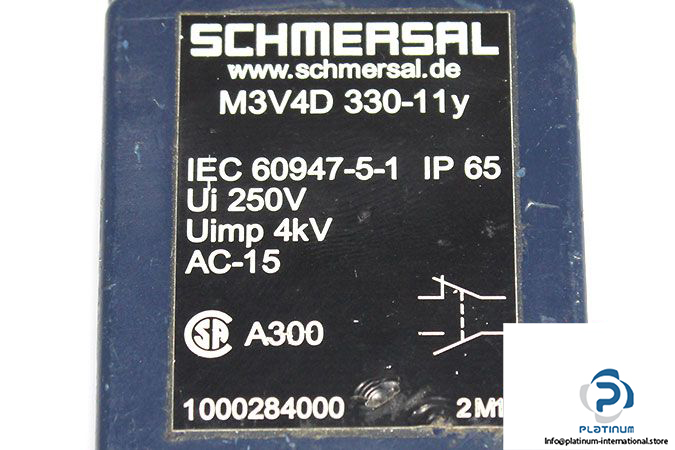 SCHMERSAL
www.schmersal.de
M3V4D 330-11y
IEC 60947-5-1 IP 65
Ui 250V
Uimp 4kV
AC-15
A300
1000284000
PLATINUM
info@platinum-international.store